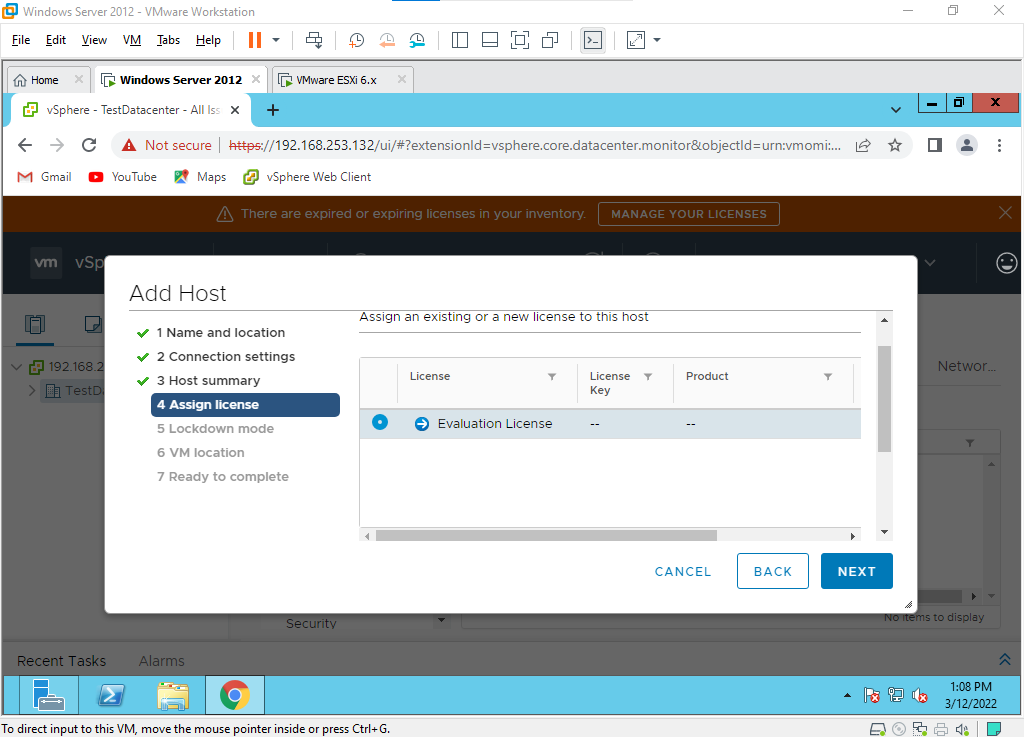 Windows Server 2012 - VMware Workstation
File Edit View VM Tabs Help
Home Windows Server 2012 VMware ESXi 6.x
vSphere - TestDatacenter - All Iss
Not secure https://192.168.253.132/ui/#?extensionId=vsphere.core.datacenter.monitor&objectId=urn:vmomi:...
Gmail YouTube Maps vSphere Web Client
There are expired or expiring licenses in your inventory. MANAGE YOUR LICENSES
vm vSp
Add Host
Assign an existing or a new license to this host
1 Name and location
2 Connection settings
3 Host summary
4 Assign license
5 Lockdown mode
6 VM location
7 Ready to complete
License License Key Product
Evaluation License -- --
CANCEL BACK NEXT
192.168.2
TestDa
Networ...
No items to display
Security
Recent Tasks Alarms
1:08 PM
3/12/2022
To direct input to this VM, move the mouse pointer inside or press Ctrl+G.